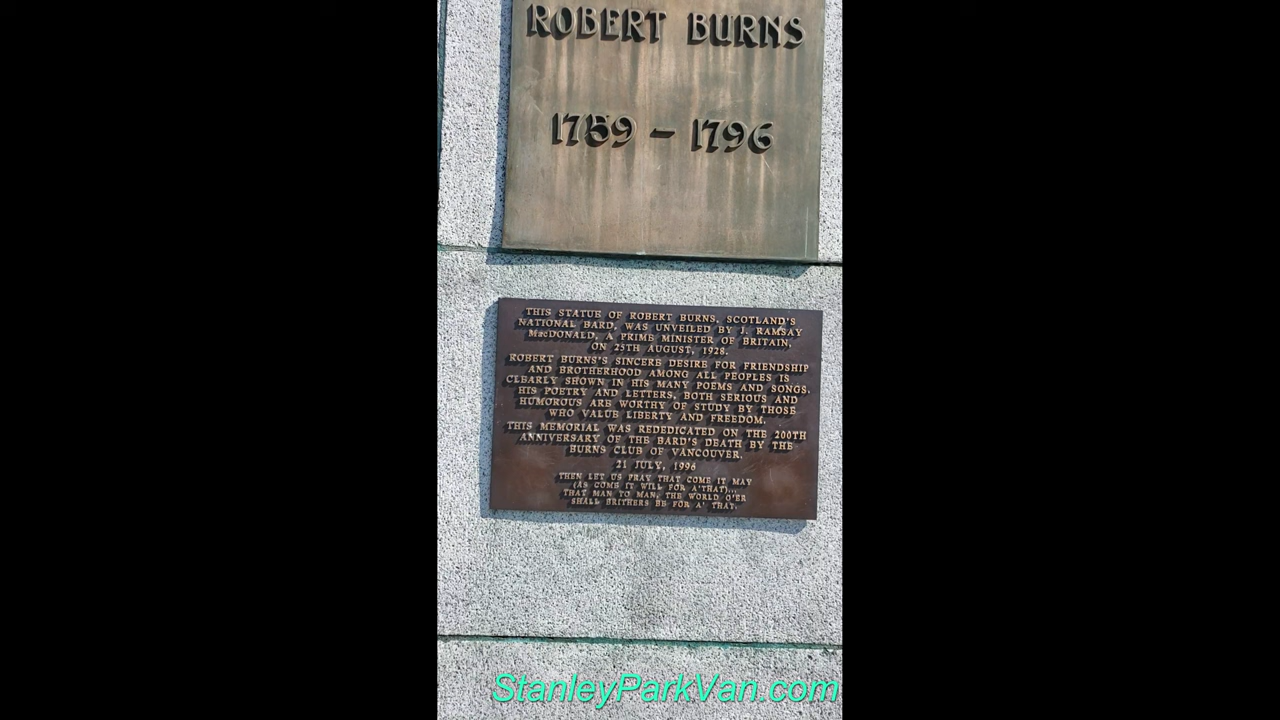 ROBERT BURNS
1759 – 1796
THIS STATUE OF ROBERT BURNS, SCOTLAND'S
NATIONAL BARD, WAS UNVEILED BY J. RAMSAY
MacDONALD, A PRIME MINISTER OF BRITAIN,
ON 25TH AUGUST, 1928.
ROBERT BURNS'S SINCERE DESIRE FOR FRIENDSHIP
AND BROTHERHOOD AMONG ALL PEOPLES IS
CLEARLY SHOWN IN HIS MANY POEMS AND SONGS.
HIS POETRY AND LETTERS, BOTH SERIOUS AND
HUMOROUS ARE WORTHY OF STUDY BY THOSE
WHO VALUE LIBERTY AND FREEDOM.
THIS MEMORIAL WAS REDEDICATED ON THE 200TH
ANNIVERSARY OF THE BARD'S DEATH BY THE
BURNS CLUB OF VANCOUVER.
21 JULY, 1996
THEN LET US PRAY THAT COME IT MAY
(AS COME IT WILL FOR A'THAT)...
THAT MAN TO MAN, THE WORLD O'ER
SHALL BRITHERS BE FOR A' THAT.
StanleyParkVan.com